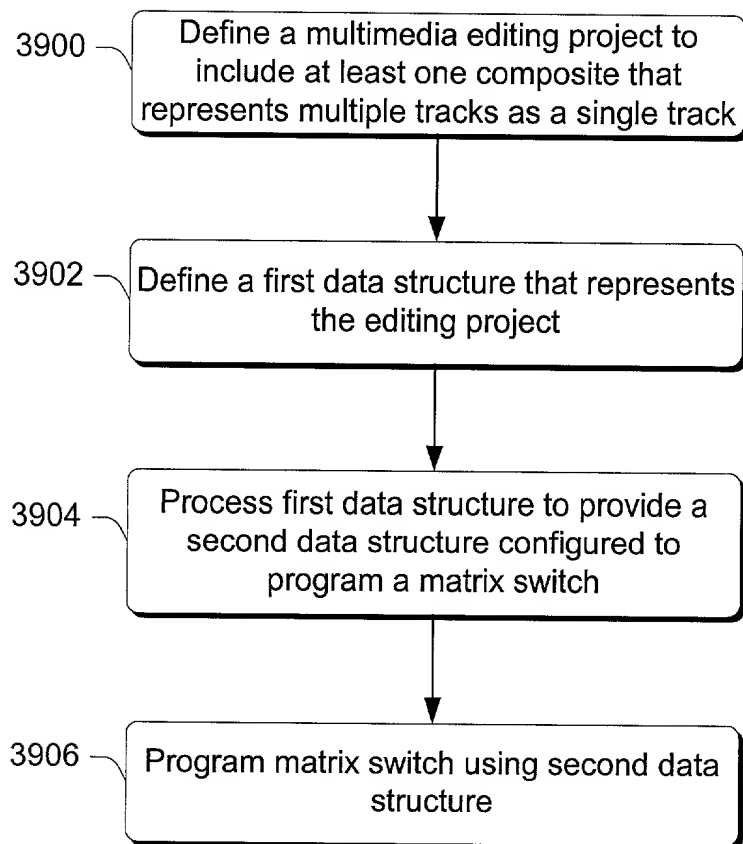 3900
Define a multimedia editing project to
include at least one composite that
represents multiple tracks as a single track
3902
Define a first data structure that represents
the editing project
3904
Process first data structure to provide a
second data structure configured to
program a matrix switch
3906
Program matrix switch using second data
structure